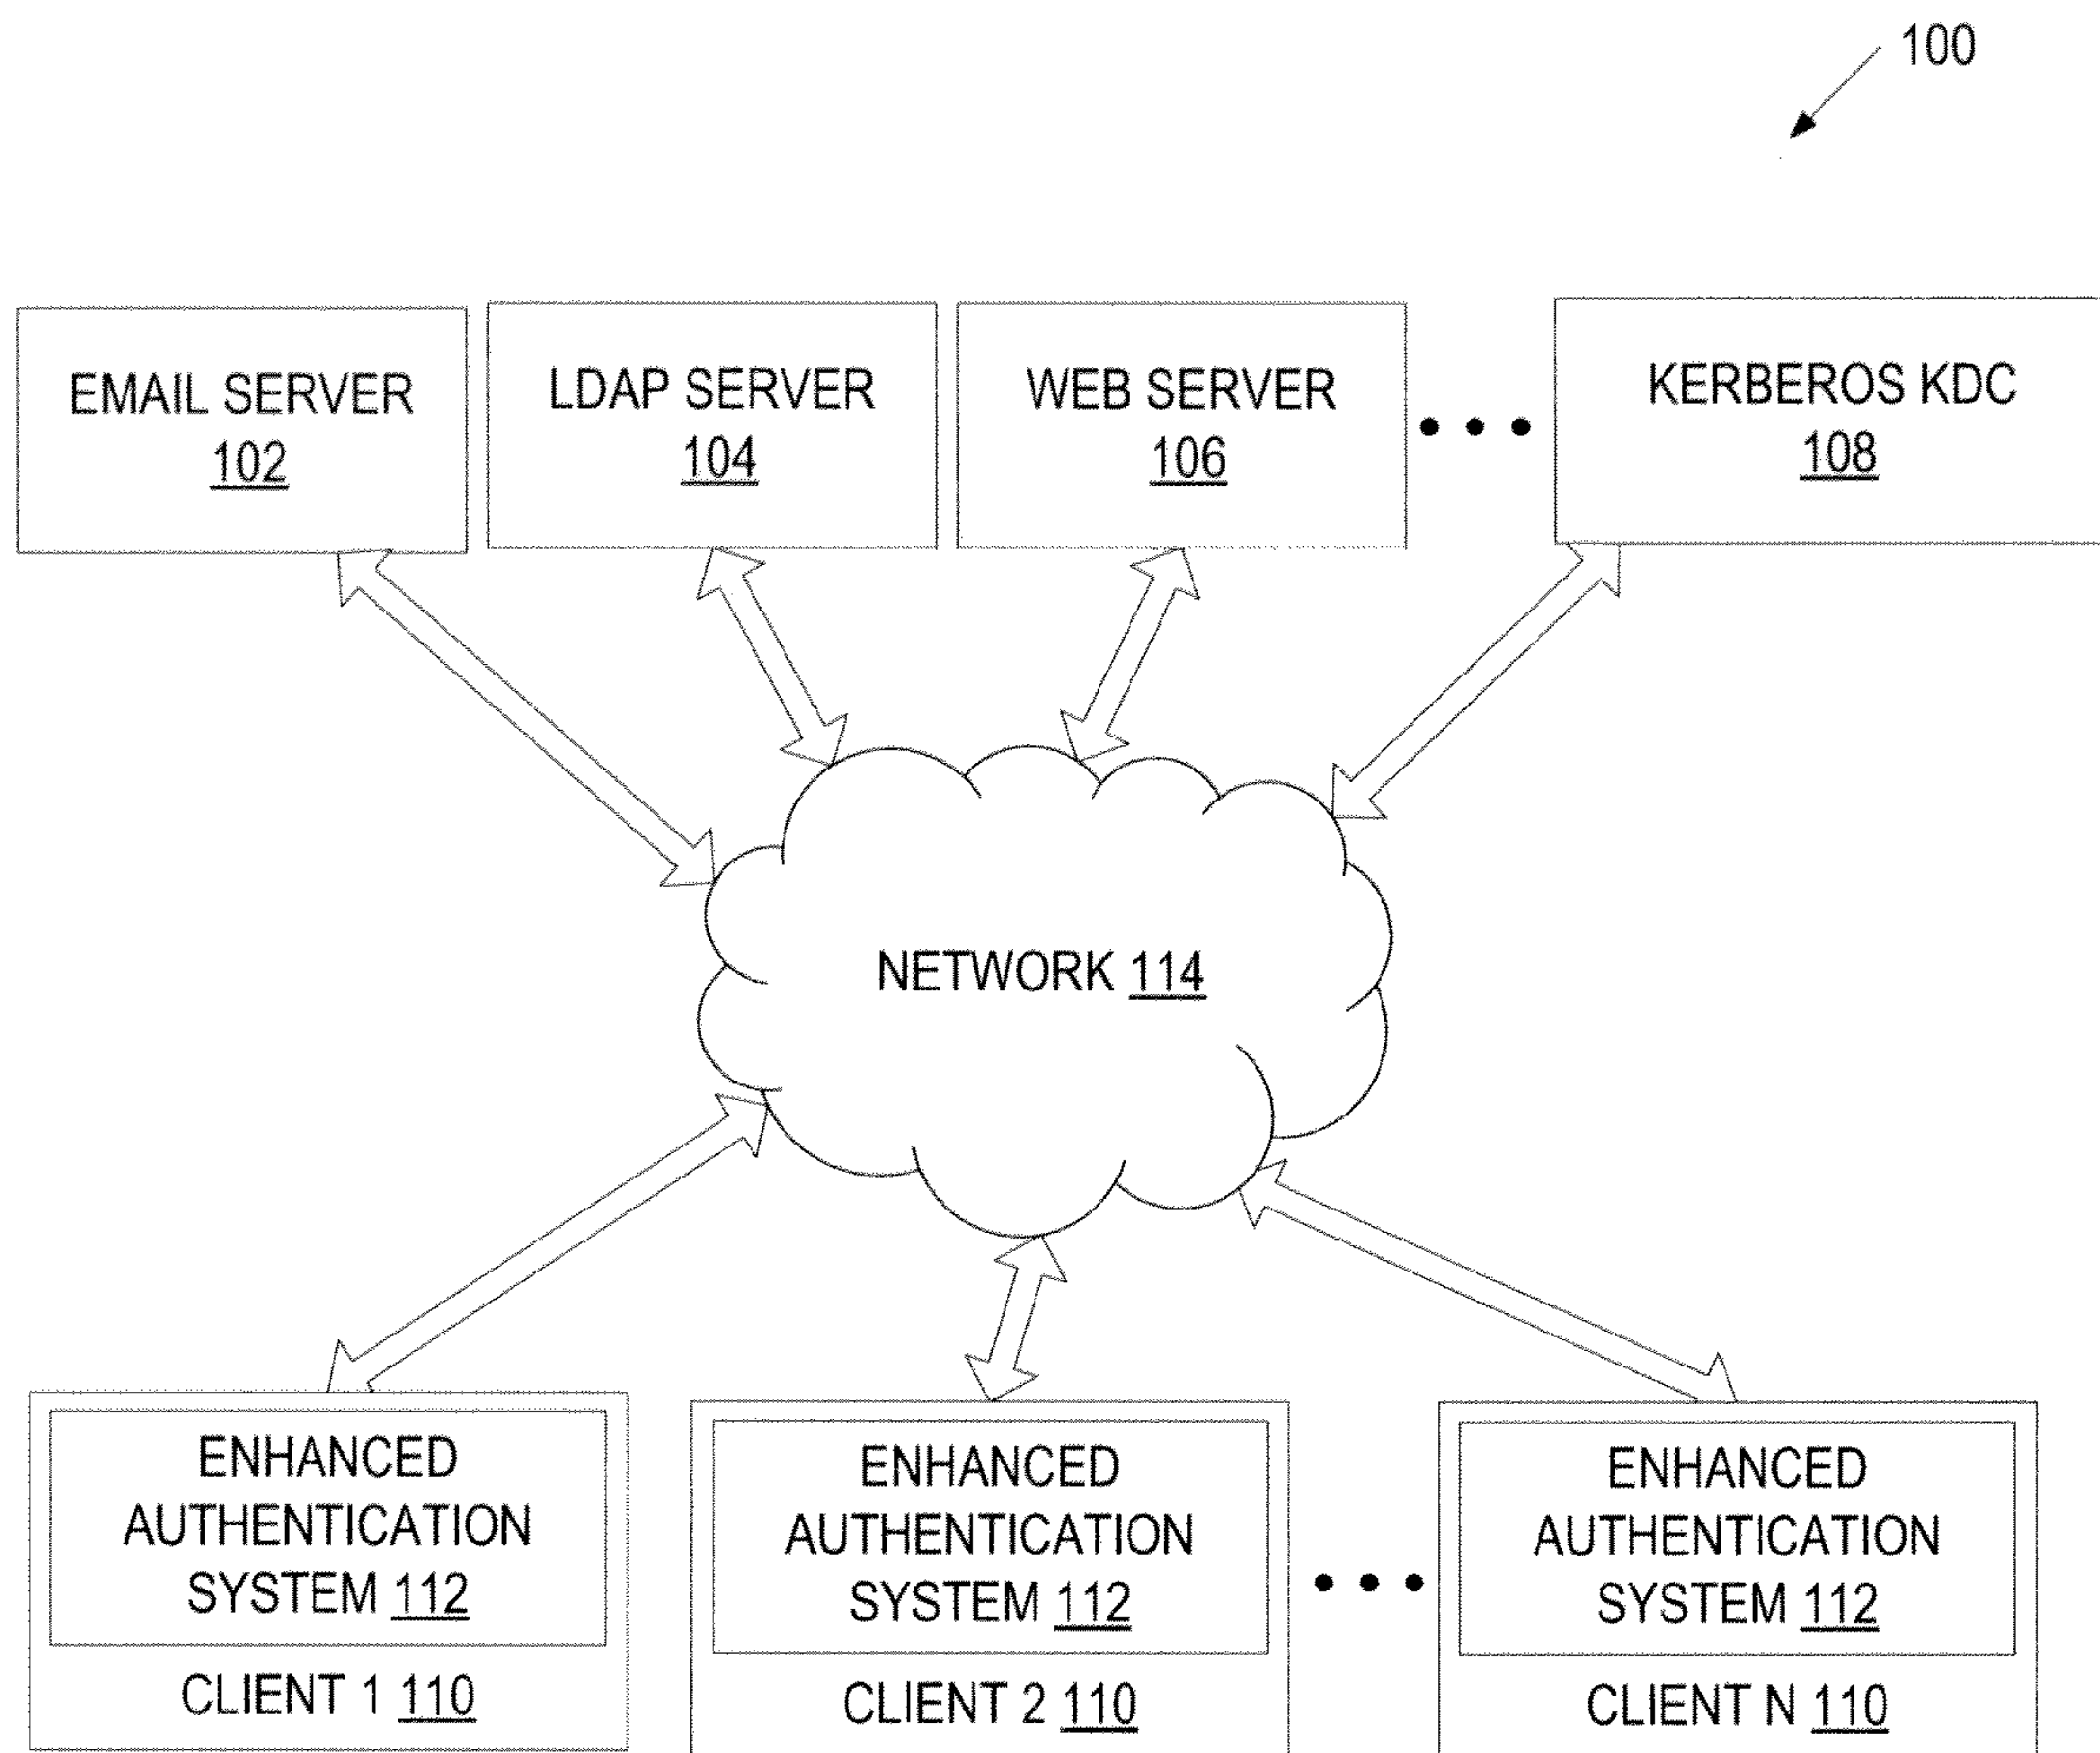 100
EMAIL SERVER
102
LDAP SERVER
104
WEB SERVER
106
KERBEROS KDC
108
NETWORK 114
ENHANCED
AUTHENTICATION
SYSTEM 112
CLIENT 1 110
ENHANCED
AUTHENTICATION
SYSTEM 112
CLIENT 2 110
ENHANCED
AUTHENTICATION
SYSTEM 112
CLIENT N 110